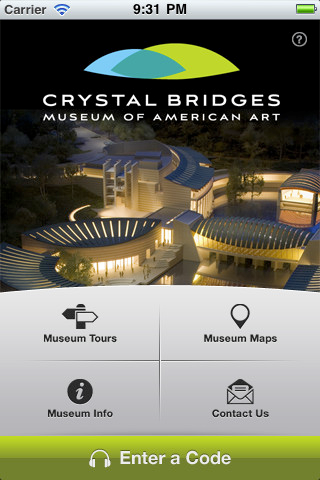 Carrier 9:31 PM
?
CRYSTAL BRIDGES
MUSEUM OF AMERICAN ART
Museum Tours
Museum Maps
Museum Info
Contact Us
Enter a Code